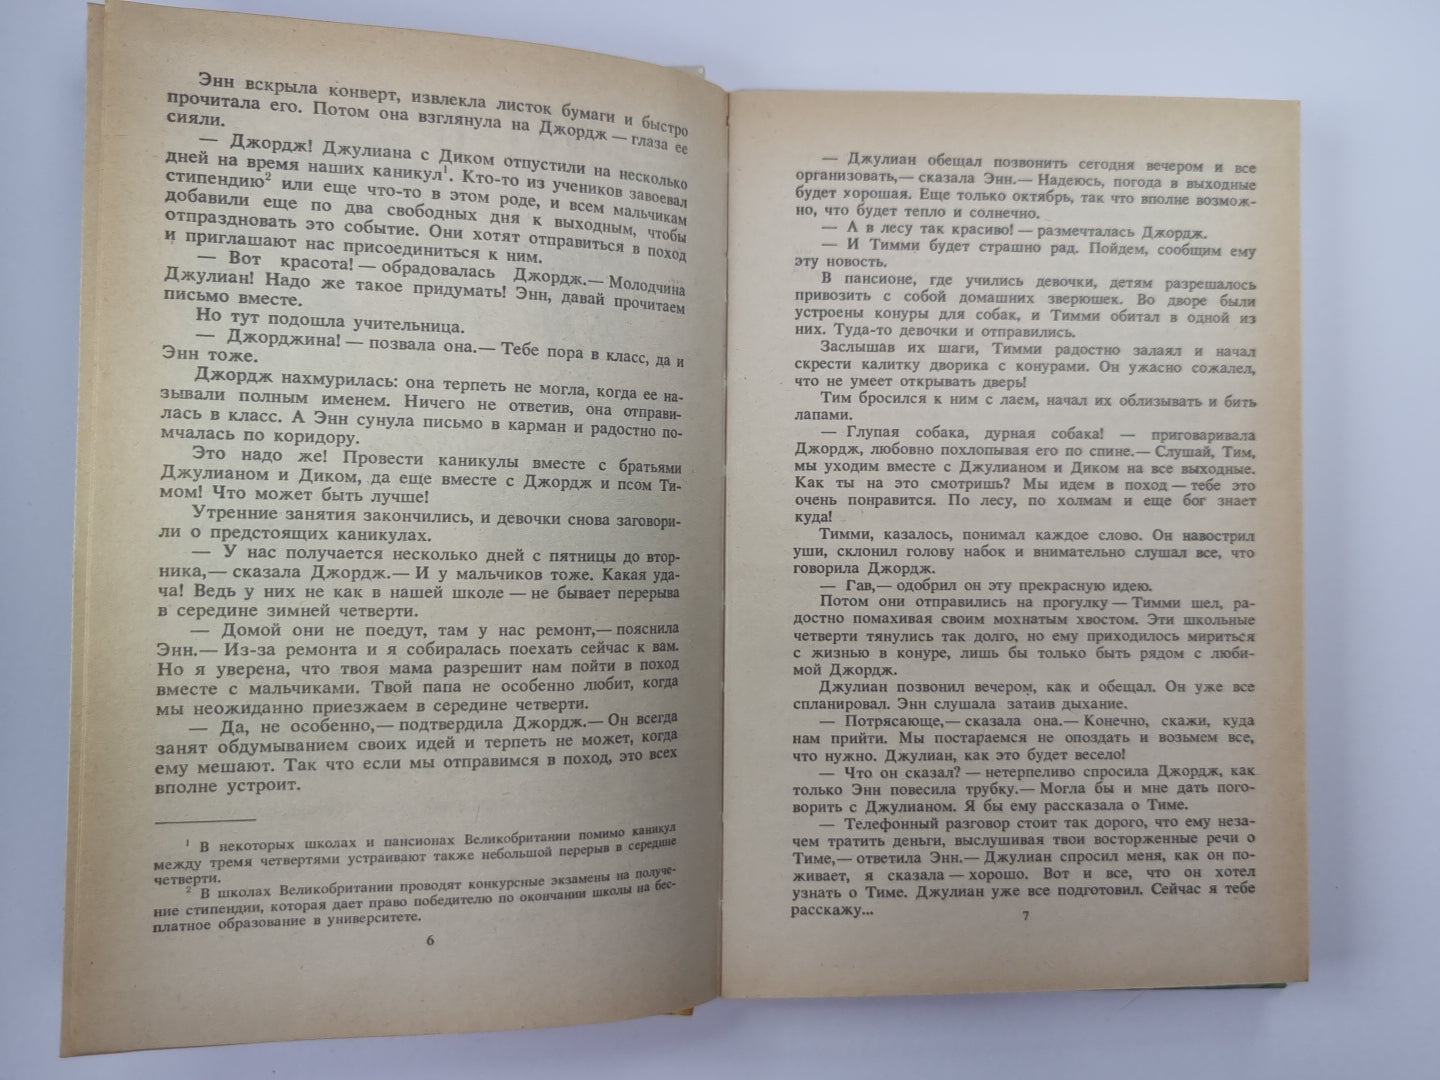 Энн вскрыла конверт, извлекла листок бумаги и быстро
прочитала его. Потом она взглянула на Джордж — глаза ее
сияли.
— Джордж! Джулиана с Диком отпустили на несколько
дней на время наших каникул¹. Кто-то из учеников завоевал
стипендию² или еще что-то в этом роде, и всем мальчикам
добавили еще по два свободных дня к выходным, чтобы
отпраздновать это событие. Они хотят отправиться в поход
и приглашают нас присоединиться к ним.
— Вот красота! — обрадовалась Джордж.— Молодчина
Джулиан! Надо же такое придумать! Энн, давай прочитаем
письмо вместе.
Но тут подошла учительница.
— Джорджина! — позвала она.— Тебе пора в класс, да и
Энн тоже.
Джордж нахмурилась: она терпеть не могла, когда ее на-
зывали полным именем. Ничего не ответив, она отправи-
лась в класс. А Энн сунула письмо в карман и радостно по-
мчалась по коридору.
Это надо же! Провести каникулы вместе с братьями
Джулианом и Диком, да еще вместе с Джордж и псом Ти-
мом! Что может быть лучше!
Утренние занятия закончились, и девочки снова заговори-
ли о предстоящих каникулах.
— У нас получается несколько дней с пятницы до втор-
ника,— сказала Джордж.— И у мальчиков тоже. Какая уда-
ча! Ведь у них не как в нашей школе — не бывает перерыва
в середине зимней четверти.
— Домой они не поедут, там у нас ремонт,— пояснила
Энн.— Из-за ремонта и я собиралась поехать сейчас к вам.
Но я уверена, что твоя мама разрешит нам пойти в поход
вместе с мальчиками. Твой папа не особенно любит, когда
мы неожиданно приезжаем в середине четверти.
— Да, не особенно,— подтвердила Джордж.— Он всегда
занят обдумыванием своих идей и терпеть не может, когда
ему мешают. Так что если мы отправимся в поход, это всех
вполне устроит.
¹ В некоторых школах и пансионах Великобритании помимо каникул
между тремя четвертями устраивают также небольшой перерыв в середине
четверти.
² В школах Великобритании проводят конкурсные экзамены на получе-
ние стипендии, которая дает право победителю по окончании школы на бес-
платное образование в университете.
6
— Джулиан обещал позвонить сегодня вечером и все
организовать,— сказала Энн.— Надеюсь, погода в выходные
будет хорошая. Еще только октябрь, так что вполне возмож-
но, что будет тепло и солнечно.
— А в лесу так красиво! — размечталась Джордж.
— И Тимми будет страшно рад. Пойдем, сообщим ему
эту новость.
В пансионе, где учились девочки, детям разрешалось
привозить с собой домашних зверюшек. Во дворе были
устроены конуры для собак, и Тимми обитал в одной из
них. Туда-то девочки и отправились.
Заслышав их шаги, Тимми радостно залаял и начал
скрести калитку дворика с конурами. Он ужасно сожалел,
что не умеет открывать дверь!
Тим бросился к ним с лаем, начал их облизывать и бить
лапами.
— Глупая собака, дурная собака! — приговаривала
Джордж, любовно похлопывая его по спине.— Слушай, Тим,
мы уходим вместе с Джулианом и Диком на все выходные.
Как ты на это смотришь? Мы идем в поход — тебе это
очень понравится. По лесу, по холмам и еще бог знает
куда!
Тимми, казалось, понимал каждое слово. Он навострил
уши, склонил голову набок и внимательно слушал все, что
говорила Джордж.
— Гав,— одобрил он эту прекрасную идею.
Потом они отправились на прогулку — Тимми шел, ра-
достно помахивая своим мохнатым хвостом. Эти школьные
четверти тянулись так долго, но ему приходилось мириться
с жизнью в конуре, лишь бы только быть рядом с люби-
мой Джордж.
Джулиан позвонил вечером, как и обещал. Он уже все
спланировал. Энн слушала затаив дыхание.
— Потрясающе,— сказала она.— Конечно, скажи, куда
нам прийти. Мы постараемся не опоздать и возьмем все,
что нужно. Джулиан, как это будет весело!
— Что он сказал? — нетерпеливо спросила Джордж, как
только Энн повесила трубку.— Могла бы и мне дать пого-
ворить с Джулианом. Я бы ему рассказала о Тиме.
— Телефонный разговор стоит так дорого, что ему неза-
чем тратить деньги, выслушивая твои восторженные речи о
Тиме,— ответила Энн.— Джулиан спросил меня, как он по-
живает, я сказала — хорошо. Вот и все, что он хотел
узнать о Тиме. Джулиан уже все подготовил. Сейчас я тебе
расскажу...
7